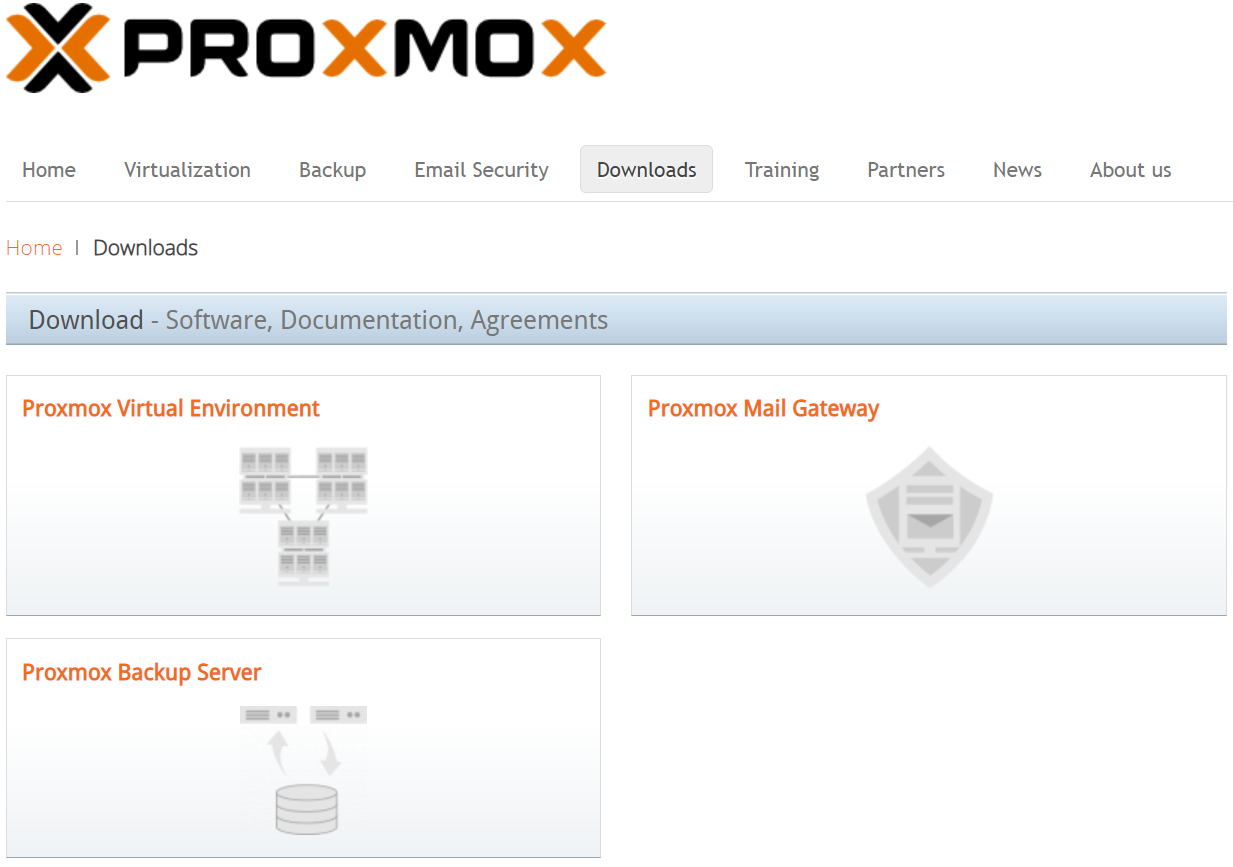 PROXMOX
Home Virtualization Backup Email Security Downloads Training Partners News About us
Home | Downloads
Download - Software, Documentation, Agreements
Proxmox Virtual Environment
Proxmox Mail Gateway
Proxmox Backup Server